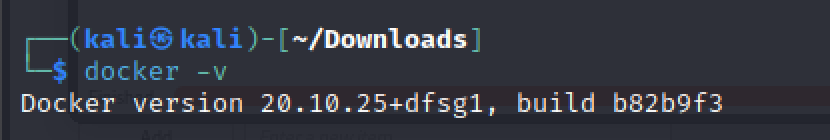 ┌──(kali㉿kali)-[~/Downloads]
└─$ docker -v
Docker version 20.10.25+dfsg1, build b82b9f3